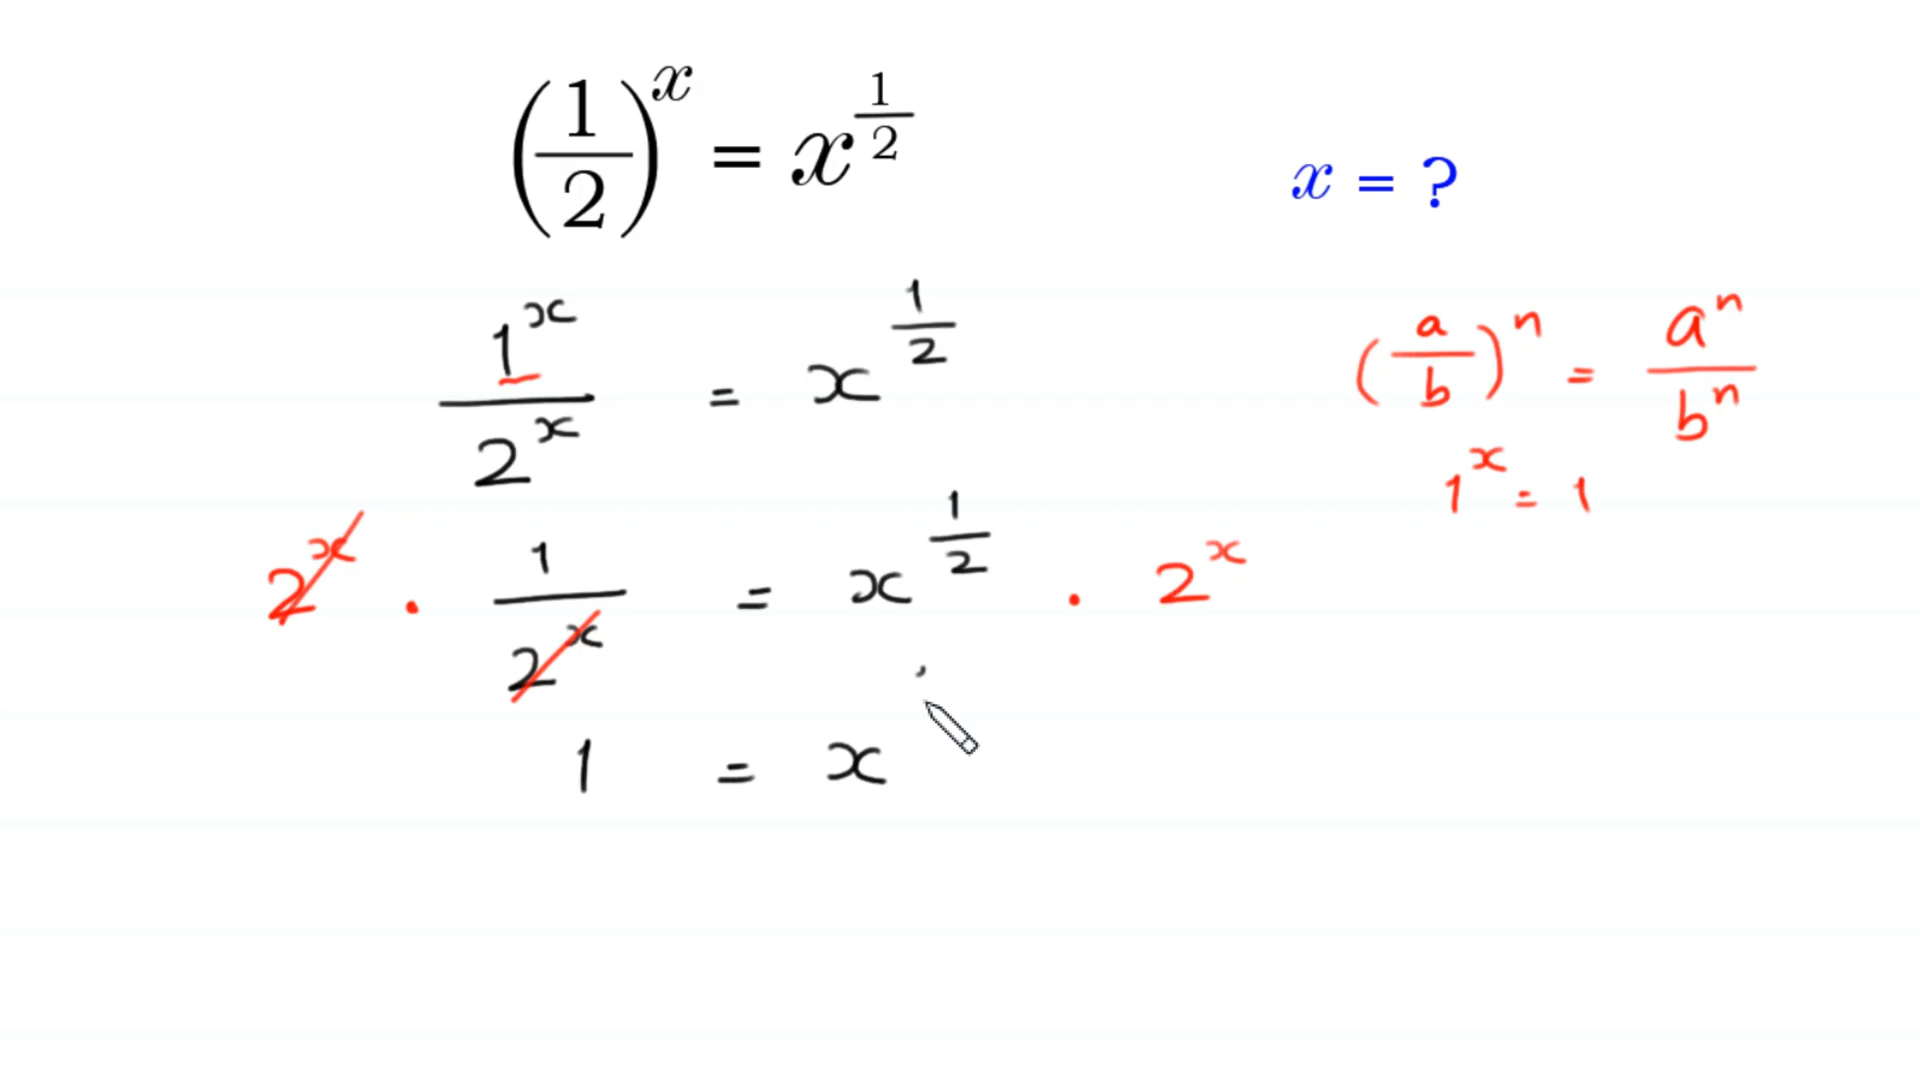 (1/2)^x = x^(1/2)
x = ?
1^x / 2^x = x^(1/2)
(a/b)^n = a^n / b^n
1^x = 1
2^x · 1 / 2^x = x^(1/2) · 2^x
1 = x